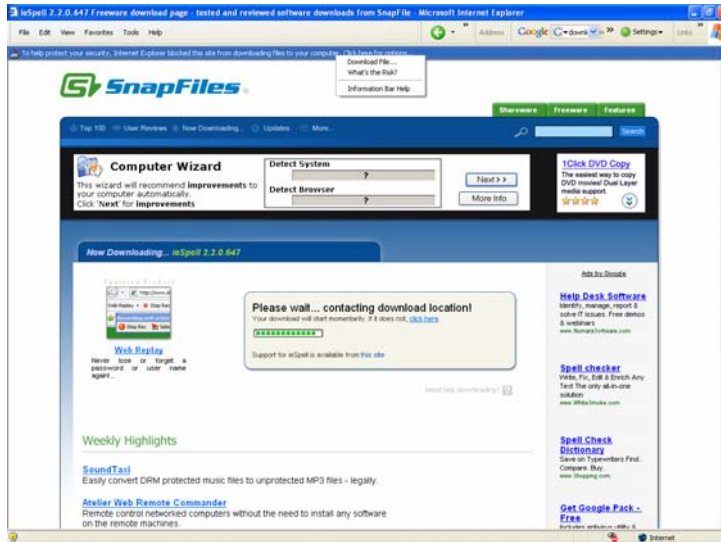 ieSpell 2.2.0.647 Freeware download page - tested and reviewed software downloads from SnapFile - Microsoft Internet Explorer
File Edit View Favorites Tools Help
Address Google Settings Links
To help protect your security, Internet Explorer blocked this site from downloading files to your computer. Click here for options...
Download File...
What's the Risk?
Information Bar Help
SnapFiles
Shareware Freeware Features
Top 100 User Reviews Now Downloading... Updates More...
Search
Computer Wizard
This wizard will recommend improvements to
your computer automatically.
Click 'Next' for improvements
Detect System
?
Detect Browser
?
Next >>
More Info
1Click DVD Copy
The easiest way to copy
DVD movies! Dual Layer
media support.
Now Downloading... ieSpell 2.2.0.647
Web Replay
Never lose or forget a
password or user name
again!...
Please wait... contacting download location!
Your download will start momentarily. If it does not, click here.
Support for ieSpell is available from this site
Need help downloading? ?
Ads by Google
Help Desk Software
Identify, manage, report &
solve IT issues. Free demos
& webinars
www.NumaraSoftware.com
Spell checker
Write, Fix, Edit & Enrich Any
Text The only all-in-one
solution
www.WhiteSmoke.com
Spell Check
Dictionary
Save on Typewriters Find.
Compare. Buy.
www.Shopping.com
Get Google Pack -
Free
Includes antivirus utility &
Weekly Highlights
SoundTaxi
Easily convert DRM protected music files to unprotected MP3 files - legally.
Atelier Web Remote Commander
Remote control networked computers without the need to install any software
on the remote machines.
Internet